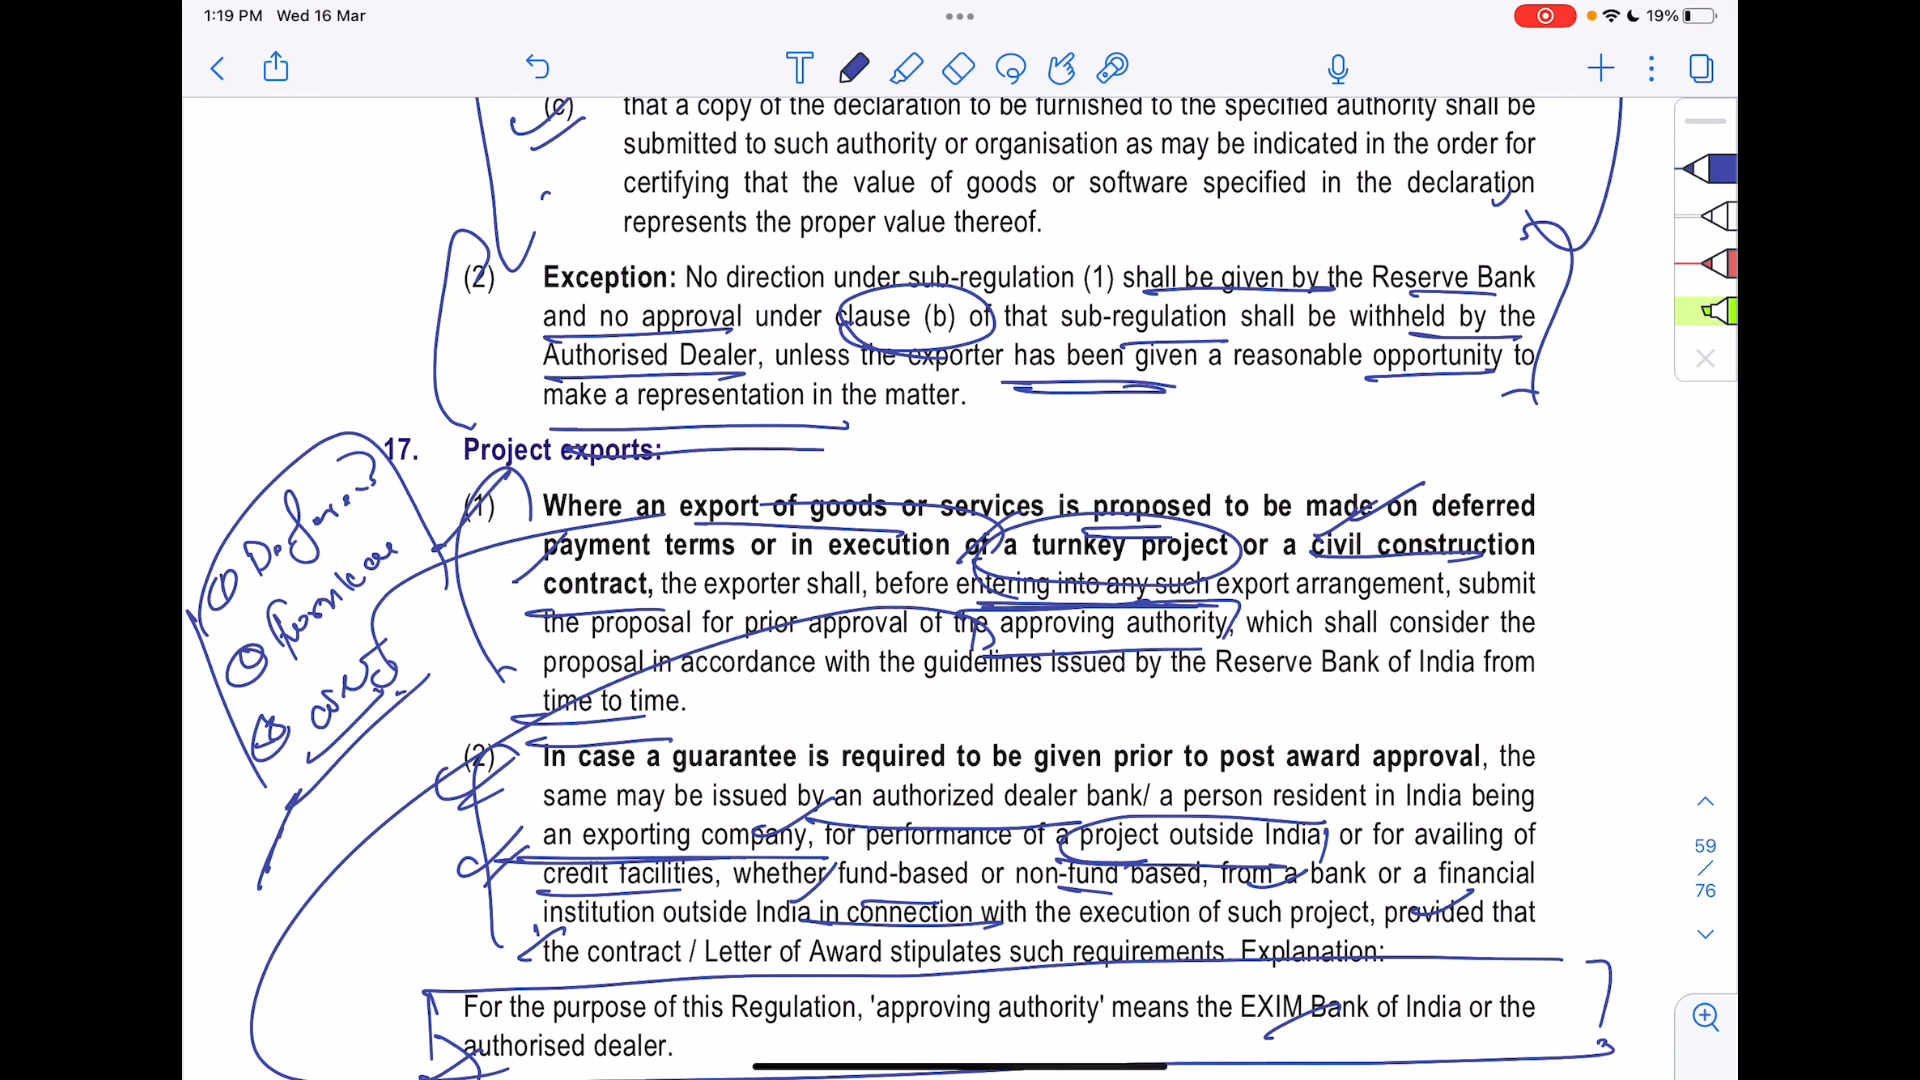 1:19 PM Wed 16 Mar
19%
(c) that a copy of the declaration to be furnished to the specified authority shall be
submitted to such authority or organisation as may be indicated in the order for
certifying that the value of goods or software specified in the declaration
represents the proper value thereof.
(2) Exception: No direction under sub-regulation (1) shall be given by the Reserve Bank
and no approval under clause (b) of that sub-regulation shall be withheld by the
Authorised Dealer, unless the exporter has been given a reasonable opportunity to
make a representation in the matter.
17. Project exports:
(1) Where an export of goods or services is proposed to be made on deferred
payment terms or in execution of a turnkey project or a civil construction
contract, the exporter shall, before entering into any such export arrangement, submit
the proposal for prior approval of the approving authority, which shall consider the
proposal in accordance with the guidelines issued by the Reserve Bank of India from
time to time.
(2) In case a guarantee is required to be given prior to post award approval, the
same may be issued by an authorized dealer bank/ a person resident in India being
an exporting company, for performance of a project outside India, or for availing of
credit facilities, whether fund-based or non-fund based, from a bank or a financial
institution outside India in connection with the execution of such project, provided that
the contract / Letter of Award stipulates such requirements. Explanation:
For the purpose of this Regulation, 'approving authority' means the EXIM Bank of India or the
authorised dealer.
59
/
76